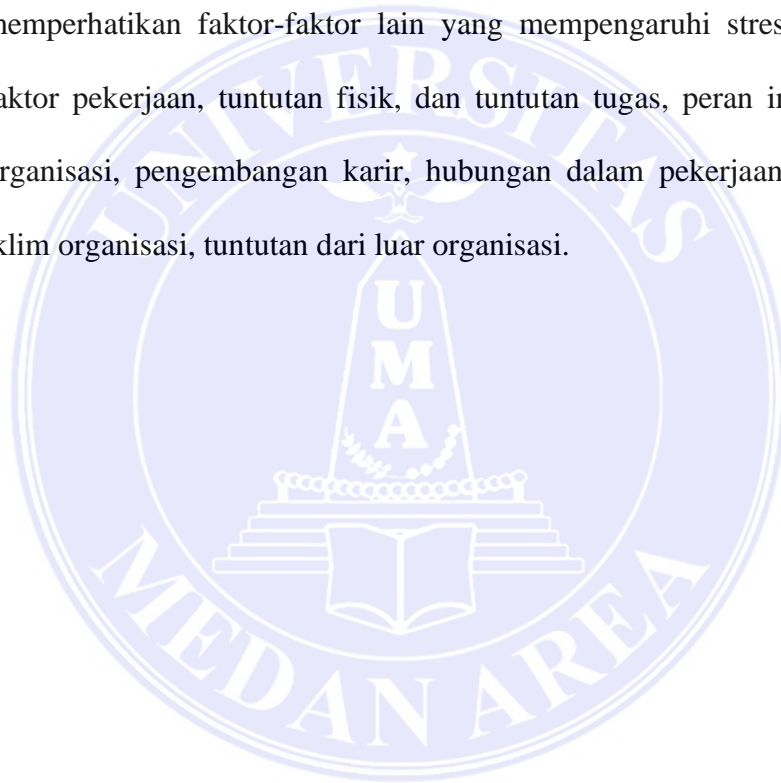 memperhatikan faktor-faktor lain yang mempengaruhi stres
aktor pekerjaan, tuntutan fisik, dan tuntutan tugas, peran in
rganisasi, pengembangan karir, hubungan dalam pekerjaan
klim organisasi, tuntutan dari luar organisasi.
UNIVERSITAS
U
M
A
MEDAN AREA